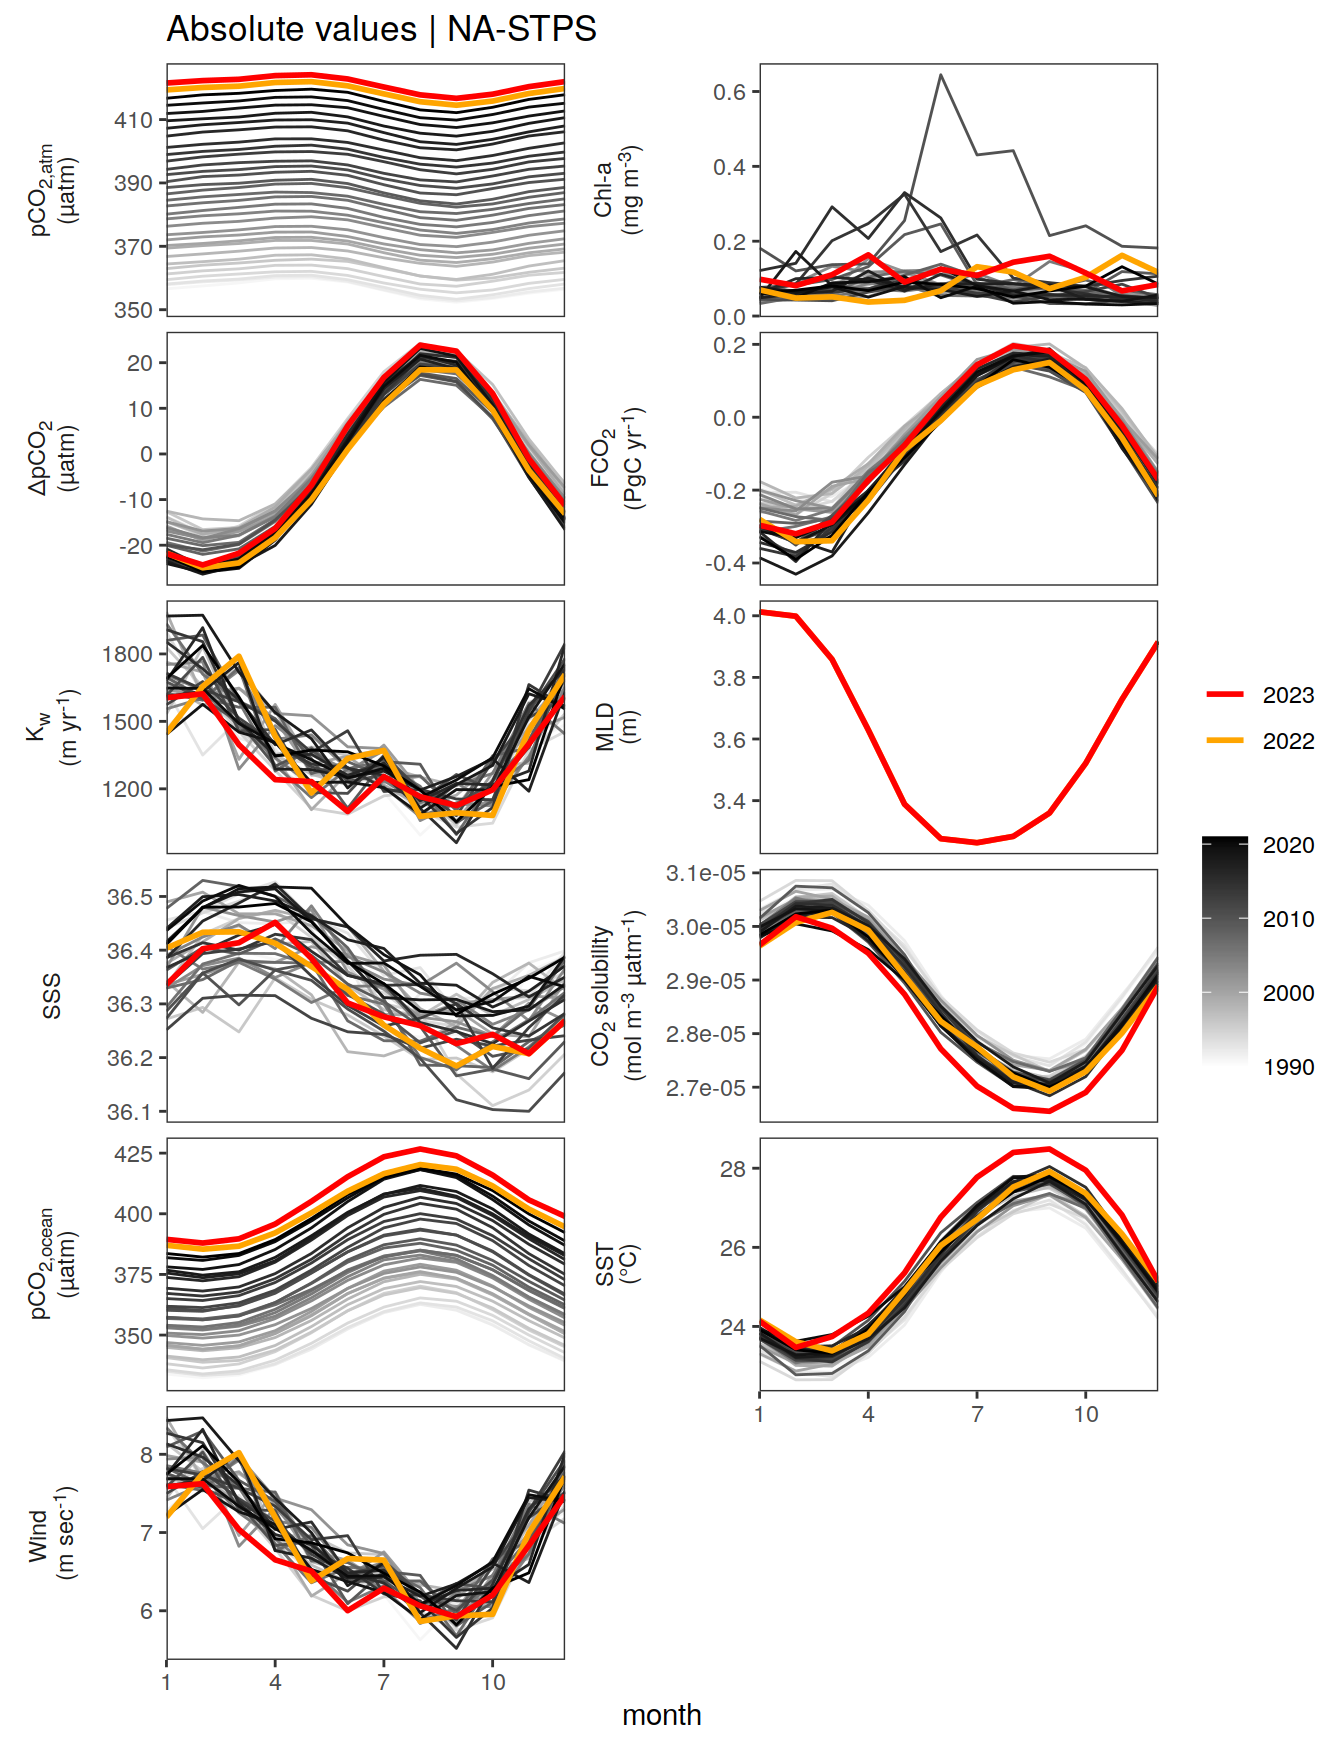 Absolute values | NA-STPS
pCO2,atm
(µatm)
410
390
370
350
Chl-a
(mg m-3)
0.6
0.4
0.2
0.0
ΔpCO2
(µatm)
20
10
0
-10
-20
FCO2
(PgC yr-1)
0.2
0.0
-0.2
-0.4
Kw
(m yr-1)
1800
1500
1200
MLD
(m)
4.0
3.8
3.6
3.4
SSS
36.5
36.4
36.3
36.2
36.1
CO2 solubility
(mol m-3 µatm-1)
3.1e-05
3.0e-05
2.9e-05
2.8e-05
2.7e-05
pCO2,ocean
(µatm)
425
400
375
350
SST
(°C)
28
26
24
1 4 7 10
Wind
(m sec-1)
8
7
6
1 4 7 10
month
2023
2022
2020
2010
2000
1990